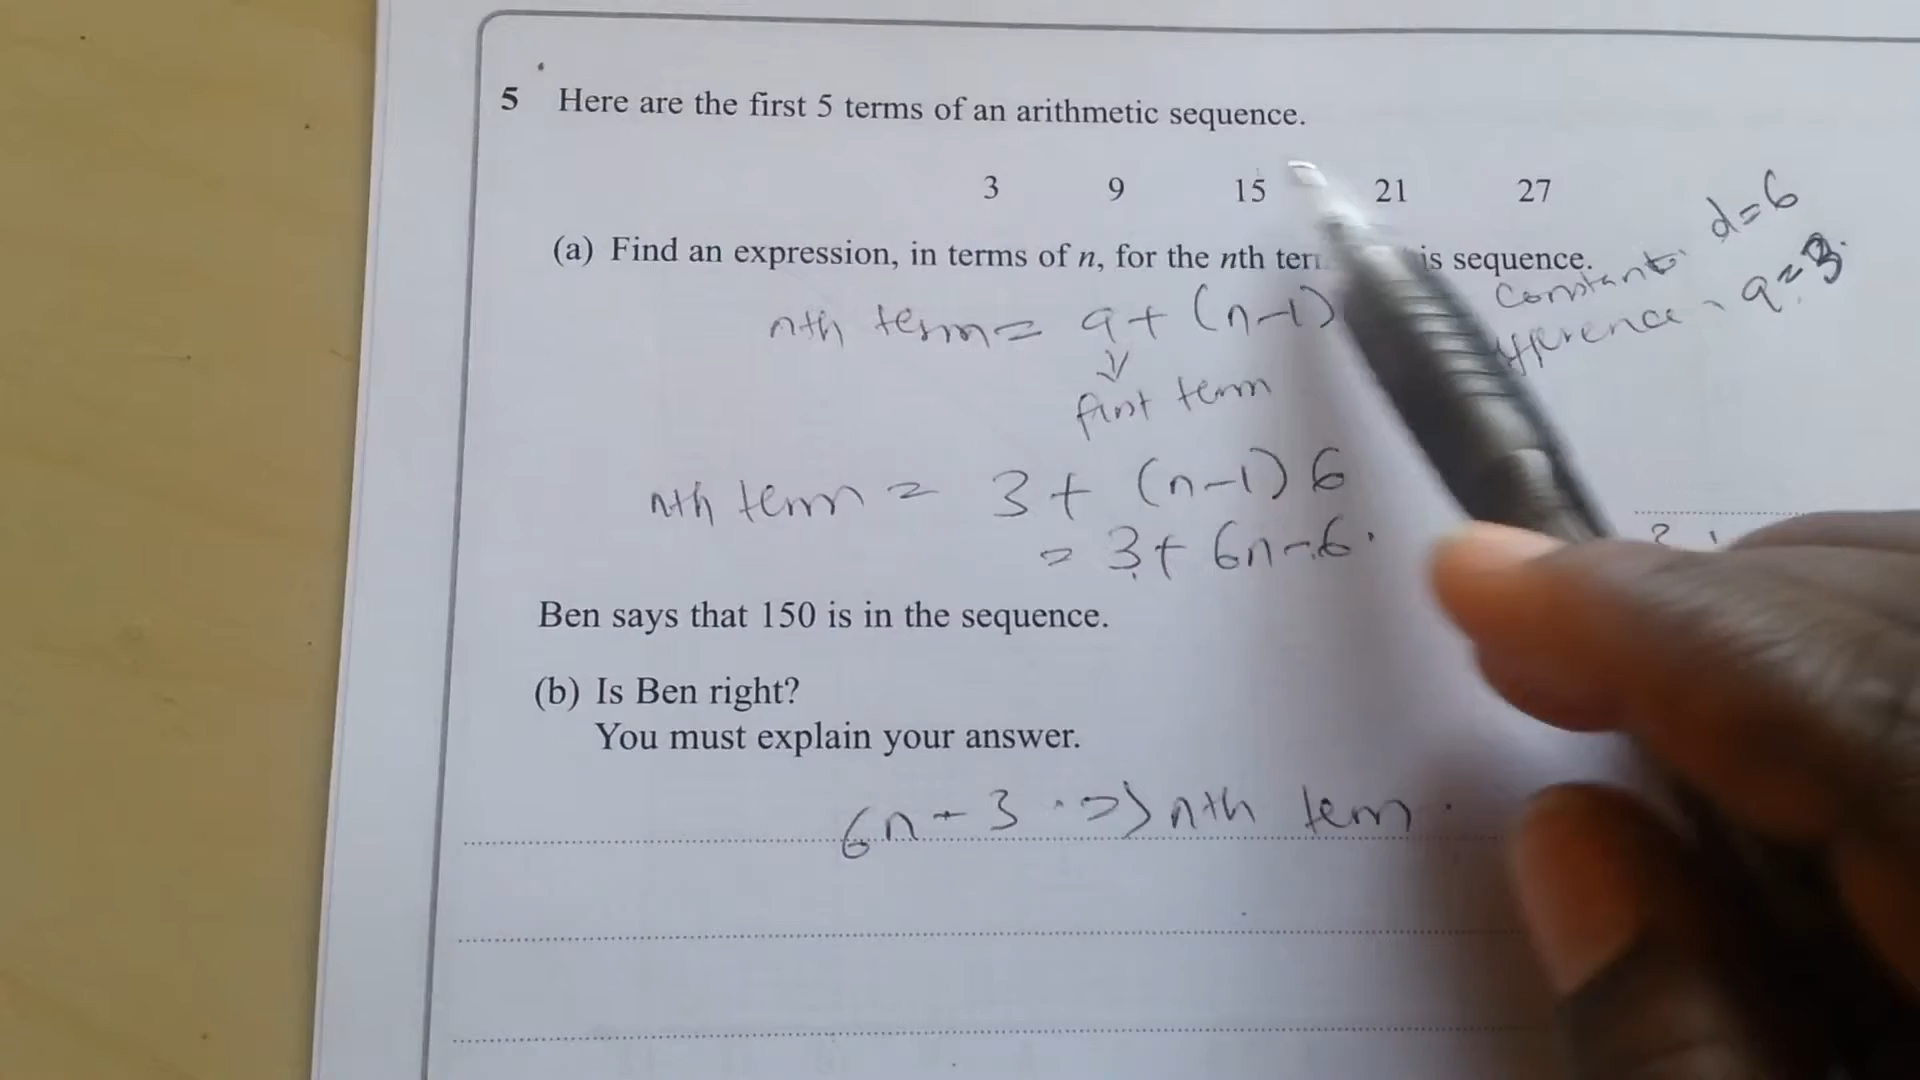 5 Here are the first 5 terms of an arithmetic sequence.
3 9 15 21 27
d=6
(a) Find an expression, in terms of n, for the nth is sequence.
Constant
a=3.
nth term = a + (n-1)
first term
nth term = 3 + (n-1) 6
= 3 + 6n - 6.
Ben says that 150 is in the sequence.
(b) Is Ben right?
You must explain your answer.
6n - 3 . => nth term .